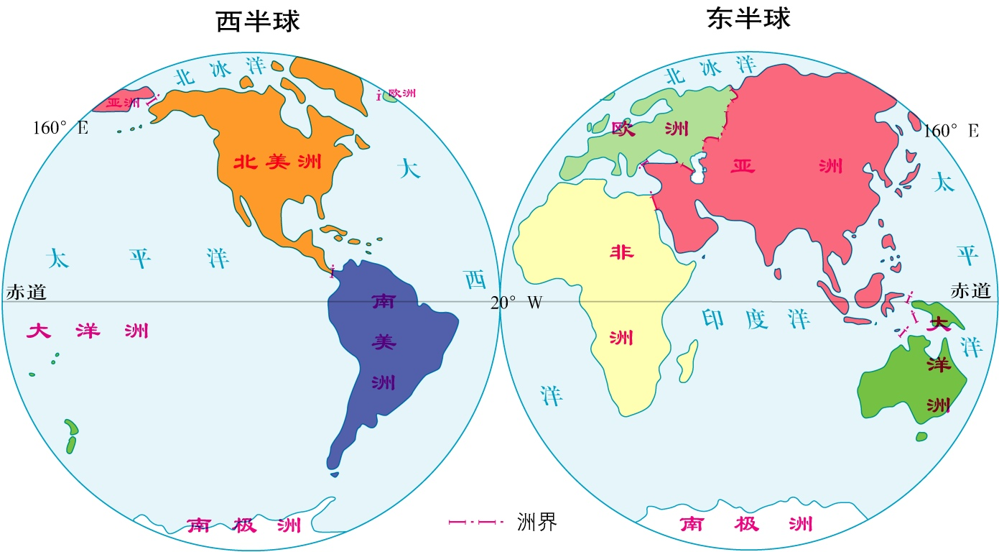 西半球
东半球
北冰洋
亚洲
欧洲
160° E
北美洲
大
太平洋
西
赤道
大洋洲
南美洲
南极洲
20° W
北冰洋
欧洲
亚洲
160° E
太
平
洋
非洲
赤道
印度洋
大洋洲
洋
南极洲
洲界